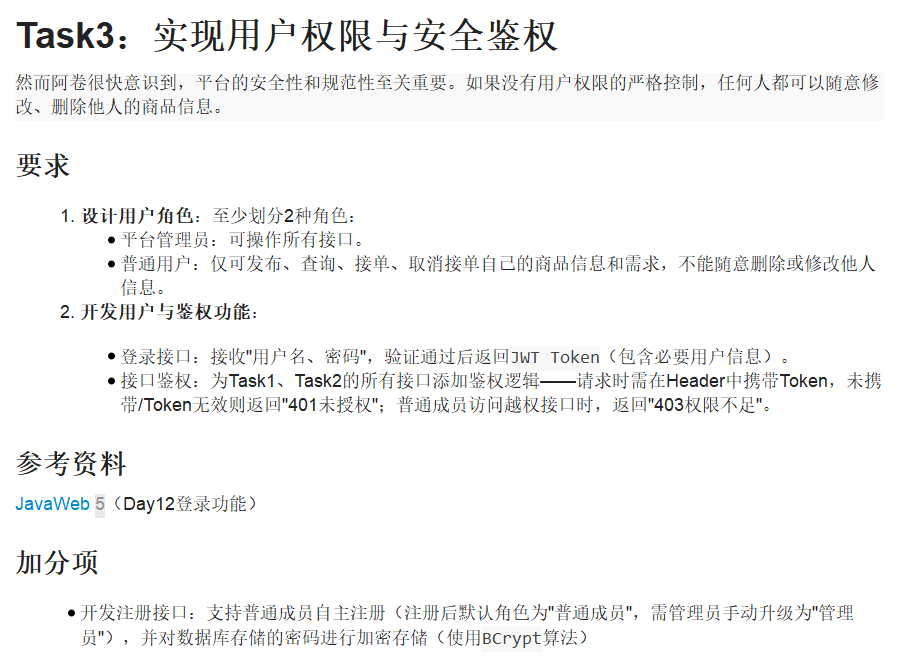 Task3：实现用户权限与安全鉴权
然而阿卷很快意识到，平台的安全性和规范性至关重要。如果没有用户权限的严格控制，任何人都可以随意修
改、删除他人的商品信息。
要求
1. 设计用户角色：至少划分2种角色：
● 平台管理员：可操作所有接口。
● 普通用户：仅可发布、查询、接单、取消接单自己的商品信息和需求，不能随意删除或修改他人
信息。
2. 开发用户与鉴权功能：
● 登录接口：接收"用户名、密码"，验证通过后返回JWT Token（包含必要用户信息）。
● 接口鉴权：为Task1、Task2的所有接口添加鉴权逻辑——请求时需在Header中携带Token，未携
带/Token无效则返回"401未授权"；普通成员访问越权接口时，返回"403权限不足"。
参考资料
JavaWeb 5（Day12登录功能）
加分项
● 开发注册接口：支持普通成员自主注册（注册后默认角色为"普通成员"，需管理员手动升级为"管理
员"），并对数据库存储的密码进行加密存储（使用BCrypt算法）